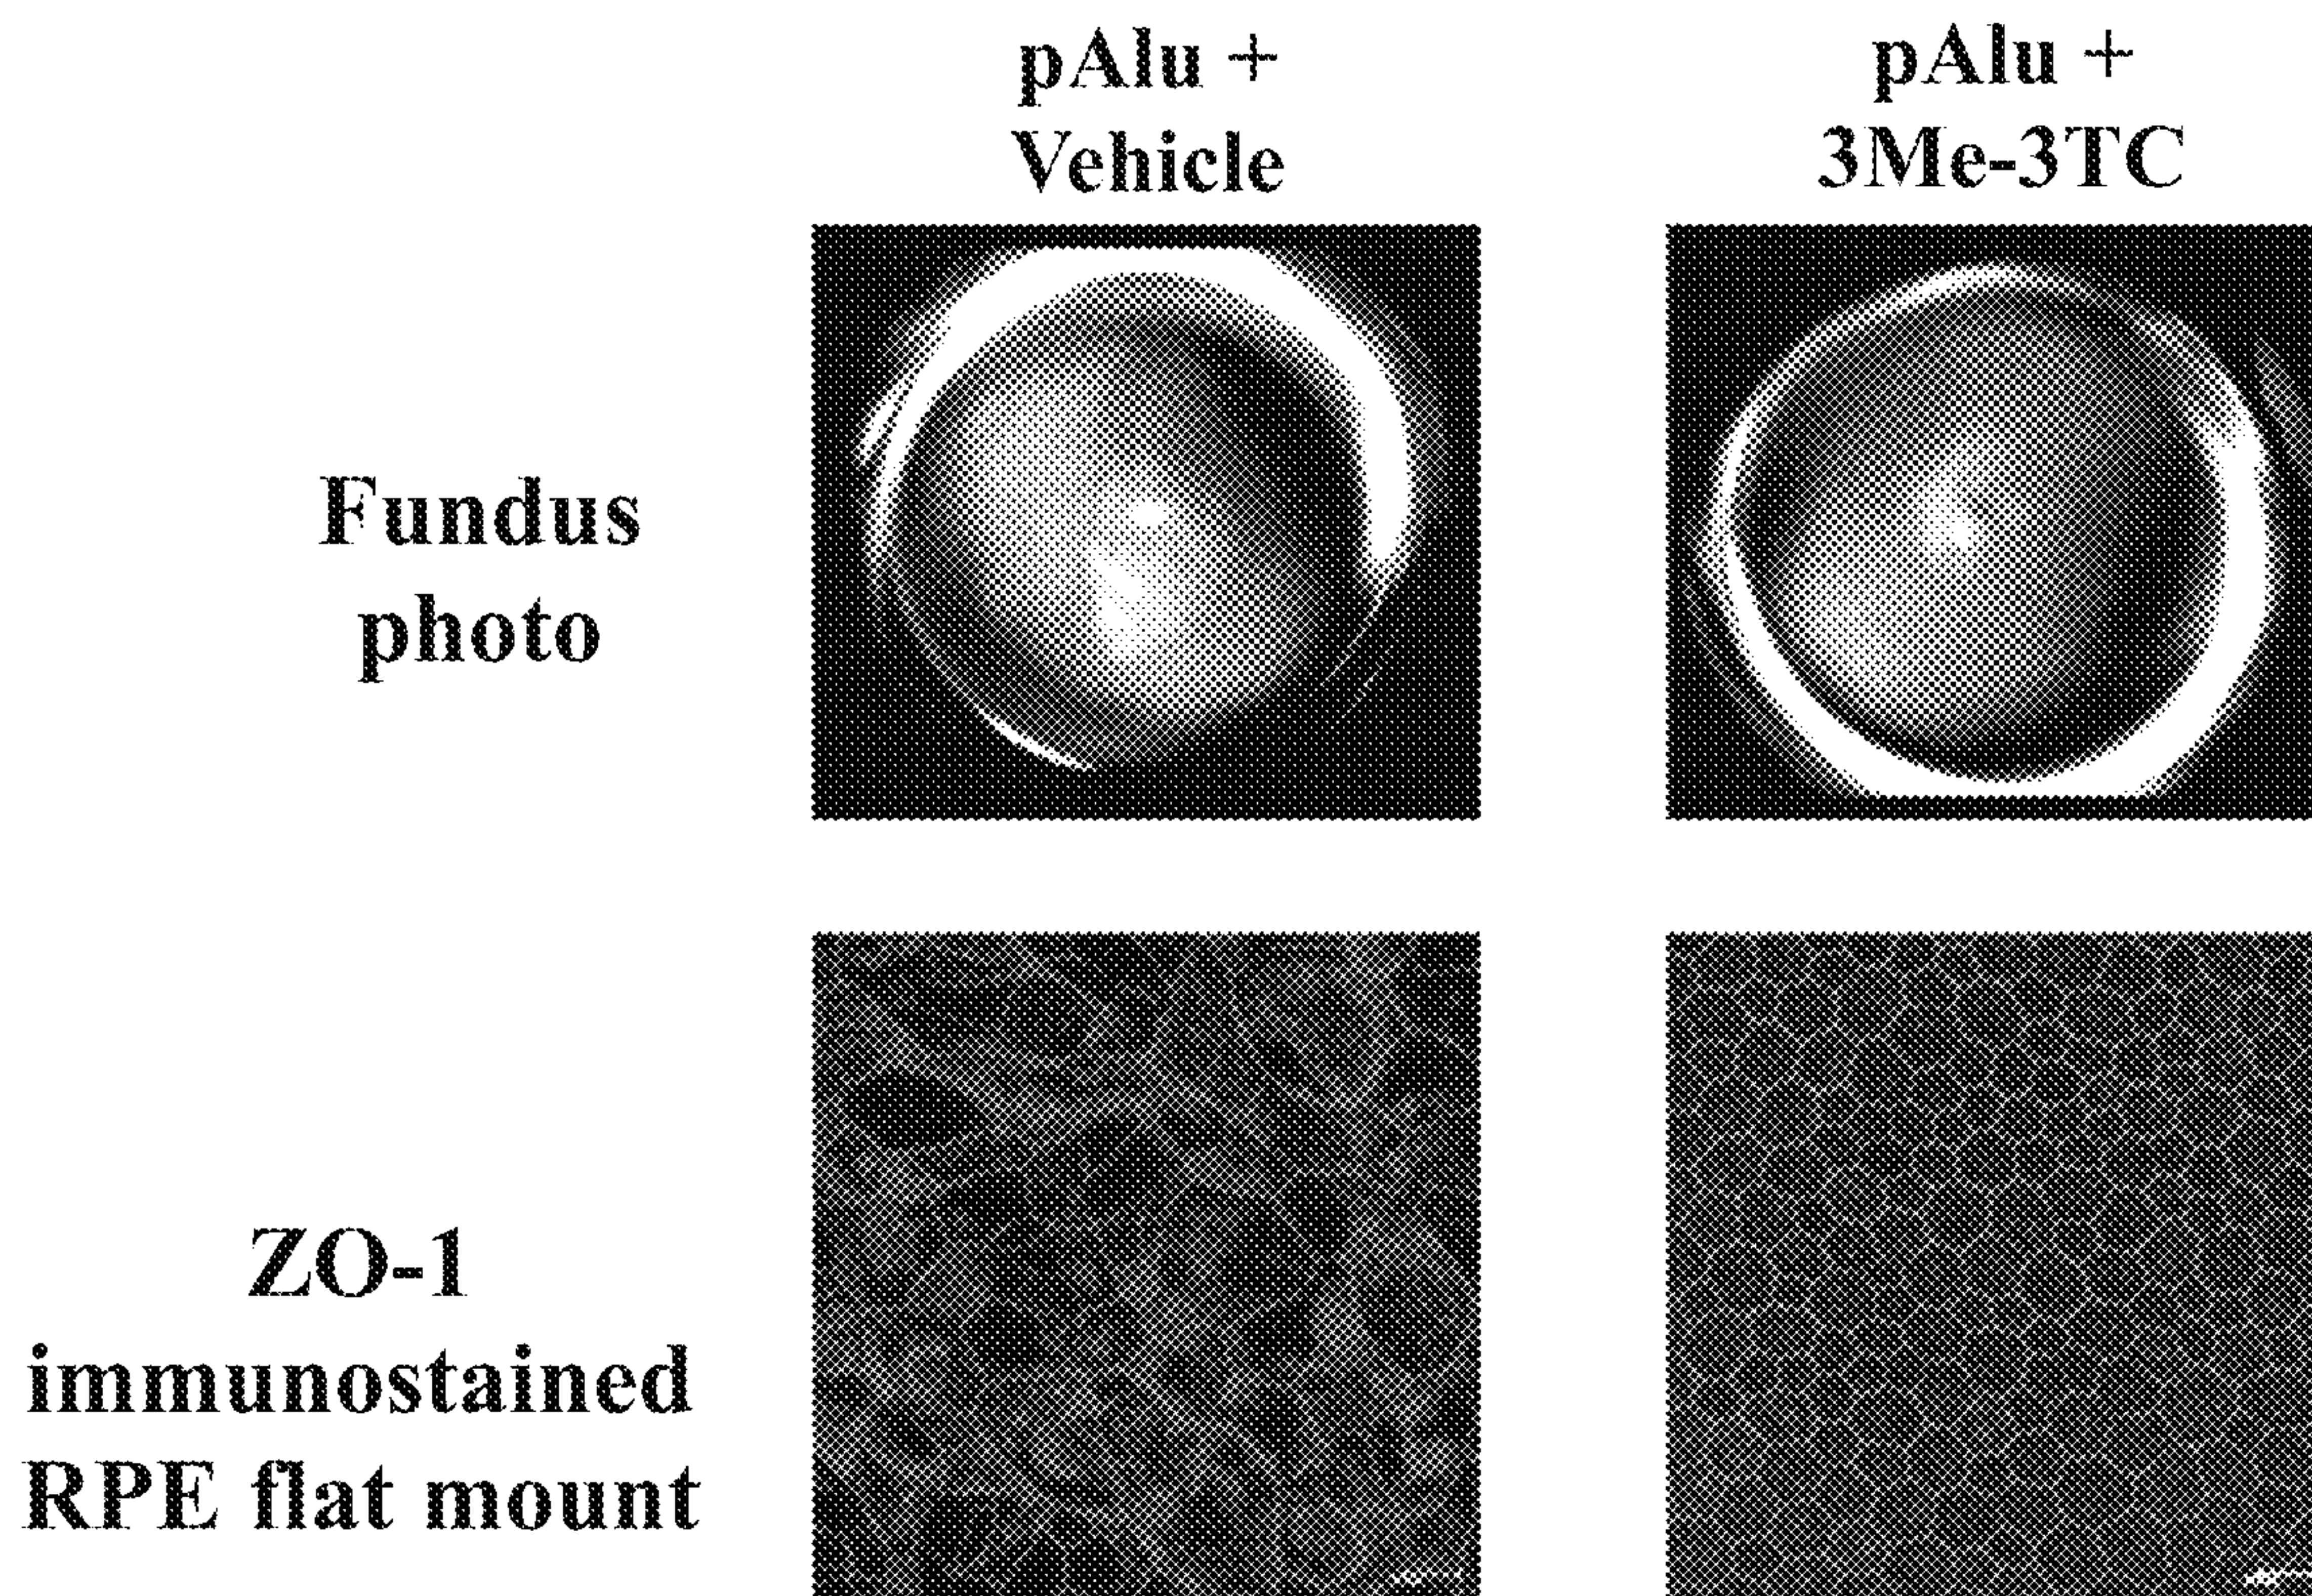 pAlu +
Vehicle
pAlu +
3Me-3TC
Fundus
photo
ZO-1
immunostained
RPE flat mount